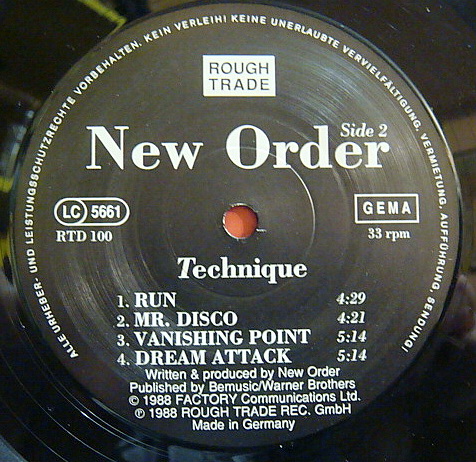 ALLE URHEBER- UND LEISTUNGSSCHUTZRECHTE VORBEHALTEN. KEIN VERLEIH! KEINE UNERLAUBTE VERVIELFÄLTIGUNG, VERMIETUNG, AUFFÜHRUNG, SENDUNG!
ROUGH
TRADE
Side 2
New Order
LC 5661
GEMA
RTD 100
33 rpm
Technique
1. RUN 4:29
2. MR. DISCO 4:21
3. VANISHING POINT 5:14
4. DREAM ATTACK 5:14
Written & produced by New Order
Published by Bemusic/Warner Brothers
© 1988 FACTORY Communications Ltd.
℗ 1988 ROUGH TRADE REC. GmbH
Made in Germany